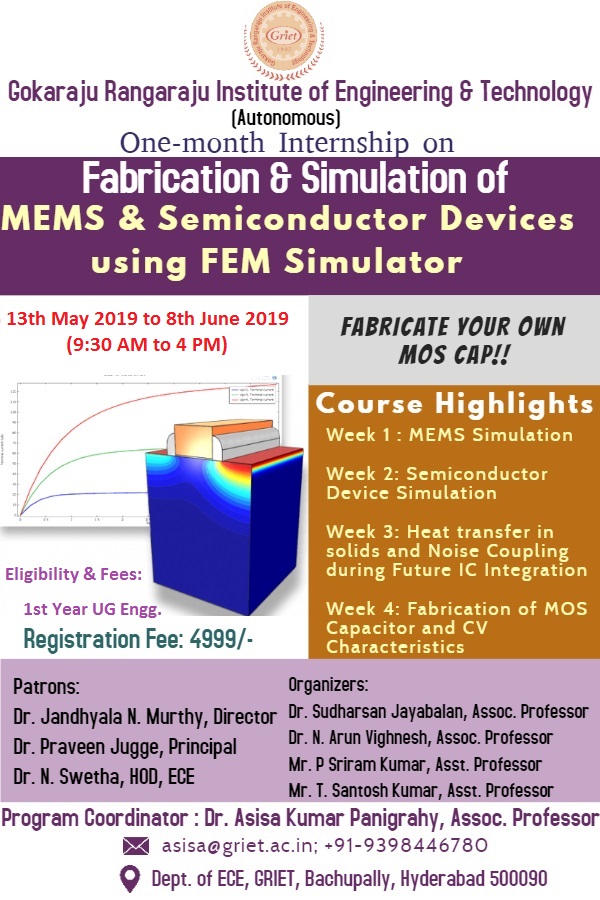 Griet
Gokaraju Rangaraju Institute of Engineering & Technology
(Autonomous)
One-month Internship on
Fabrication & Simulation of
MEMS & Semiconductor Devices
using FEM Simulator
13th May 2019 to 8th June 2019
(9:30 AM to 4 PM)
FABRICATE YOUR OWN
MOS CAP!!
Course Highlights
Week 1 : MEMS Simulation
Week 2: Semiconductor
Device Simulation
Week 3: Heat transfer in
solids and Noise Coupling
during Future IC Integration
Week 4: Fabrication of MOS
Capacitor and CV
Characteristics
Eligibility & Fees:
1st Year UG Engg.
Registration Fee: 4999/-
Patrons:
Dr. Jandhyala N. Murthy, Director
Dr. Praveen Jugge, Principal
Dr. N. Swetha, HOD, ECE
Organizers:
Dr. Sudharsan Jayabalan, Assoc. Professor
Dr. N. Arun Vighnesh, Assoc. Professor
Mr. P Sriram Kumar, Asst. Professor
Mr. T. Santosh Kumar, Asst. Professor
Program Coordinator : Dr. Asisa Kumar Panigrahy, Assoc. Professor
asisa@griet.ac.in; +91-9398446780
Dept. of ECE, GRIET, Bachupally, Hyderabad 500090